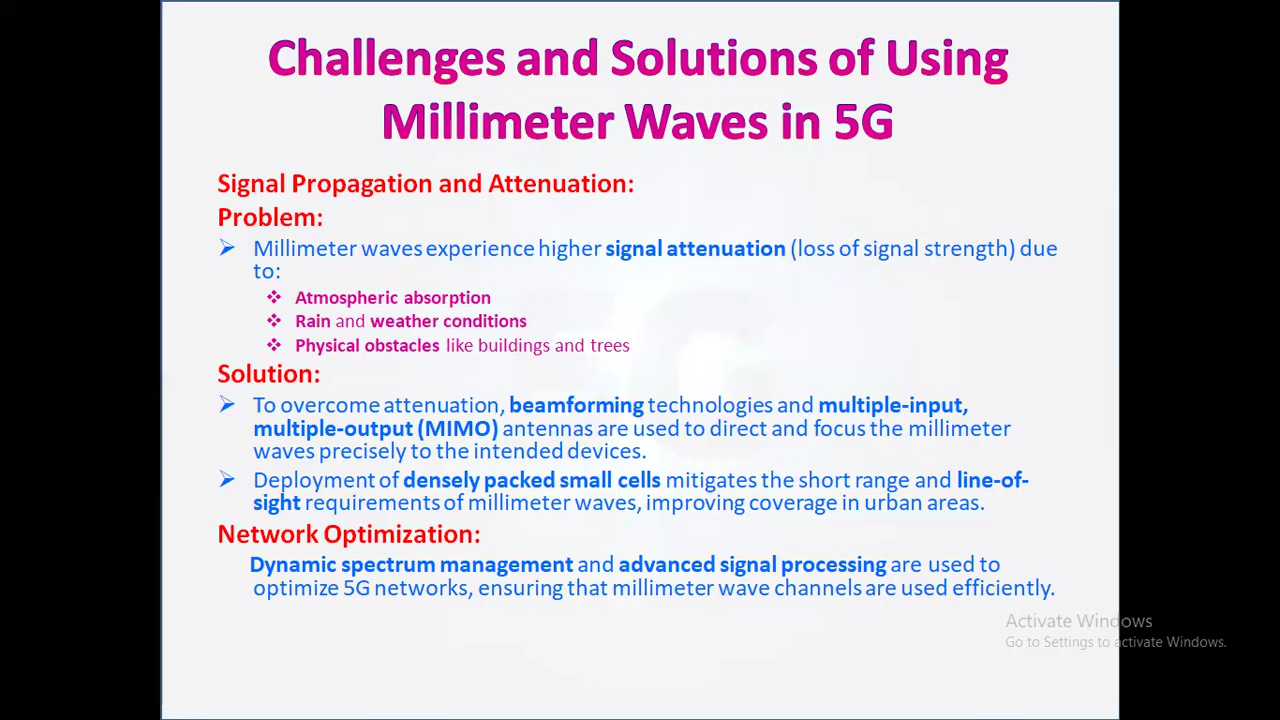 Challenges and Solutions of Using
Millimeter Waves in 5G
Signal Propagation and Attenuation:
Problem:
Millimeter waves experience higher signal attenuation (loss of signal strength) due
to:
Atmospheric absorption
Rain and weather conditions
Physical obstacles like buildings and trees
Solution:
To overcome attenuation, beamforming technologies and multiple-input,
multiple-output (MIMO) antennas are used to direct and focus the millimeter
waves precisely to the intended devices.
Deployment of densely packed small cells mitigates the short range and line-of-
sight requirements of millimeter waves, improving coverage in urban areas.
Network Optimization:
Dynamic spectrum management and advanced signal processing are used to
optimize 5G networks, ensuring that millimeter wave channels are used efficiently.
Activate Windows
Go to Settings to activate Windows.